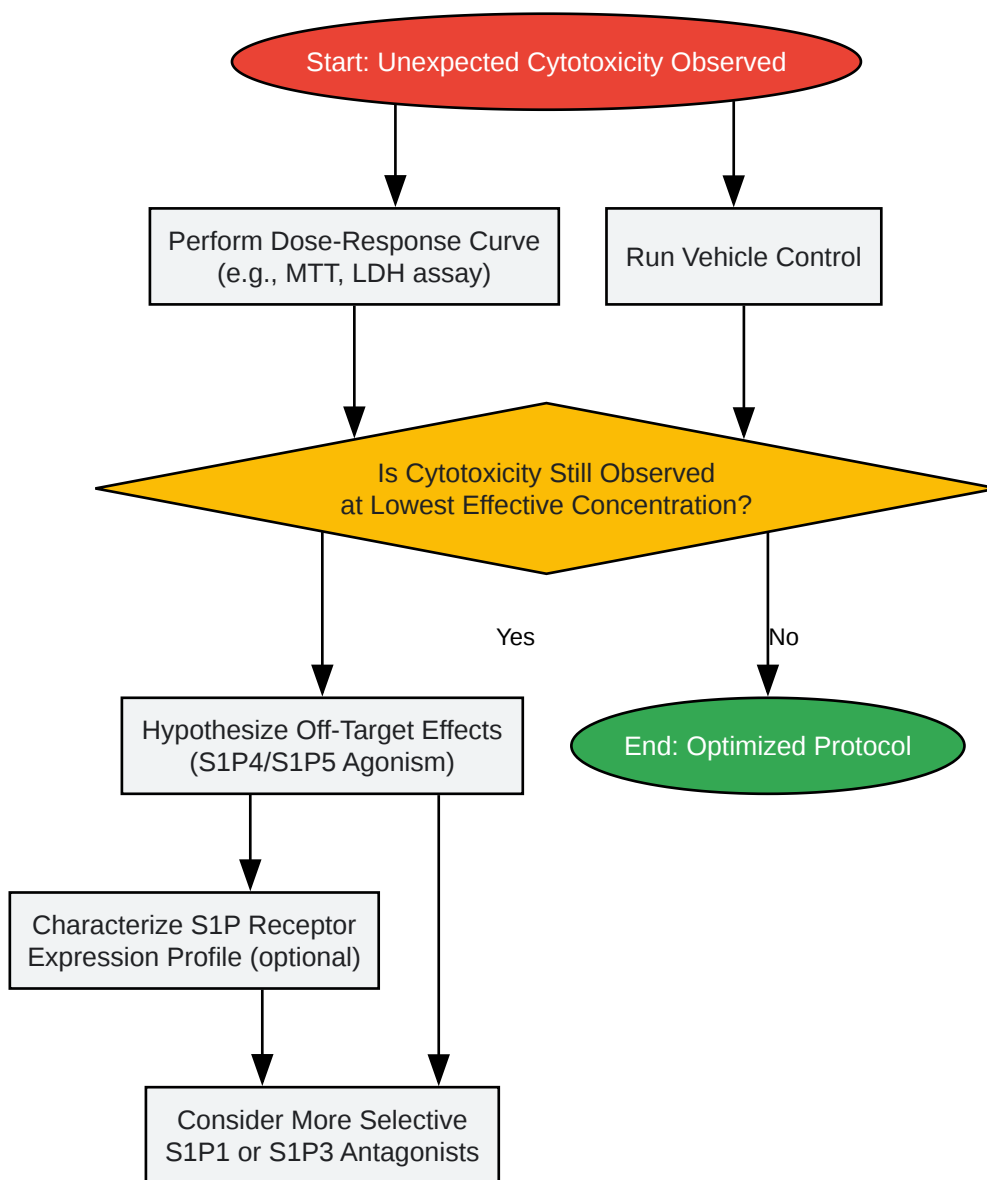 Start: Unexpected Cytotoxicity Observed
Perform Dose-Response Curve
(e.g., MTT, LDH assay)
Run Vehicle Control
Is Cytotoxicity Still Observed
at Lowest Effective Concentration?
Yes
No
Hypothesize Off-Target Effects
(S1P4/S1P5 Agonism)
End: Optimized Protocol
Characterize S1P Receptor
Expression Profile (optional)
Consider More Selective
S1P1 or S1P3 Antagonists